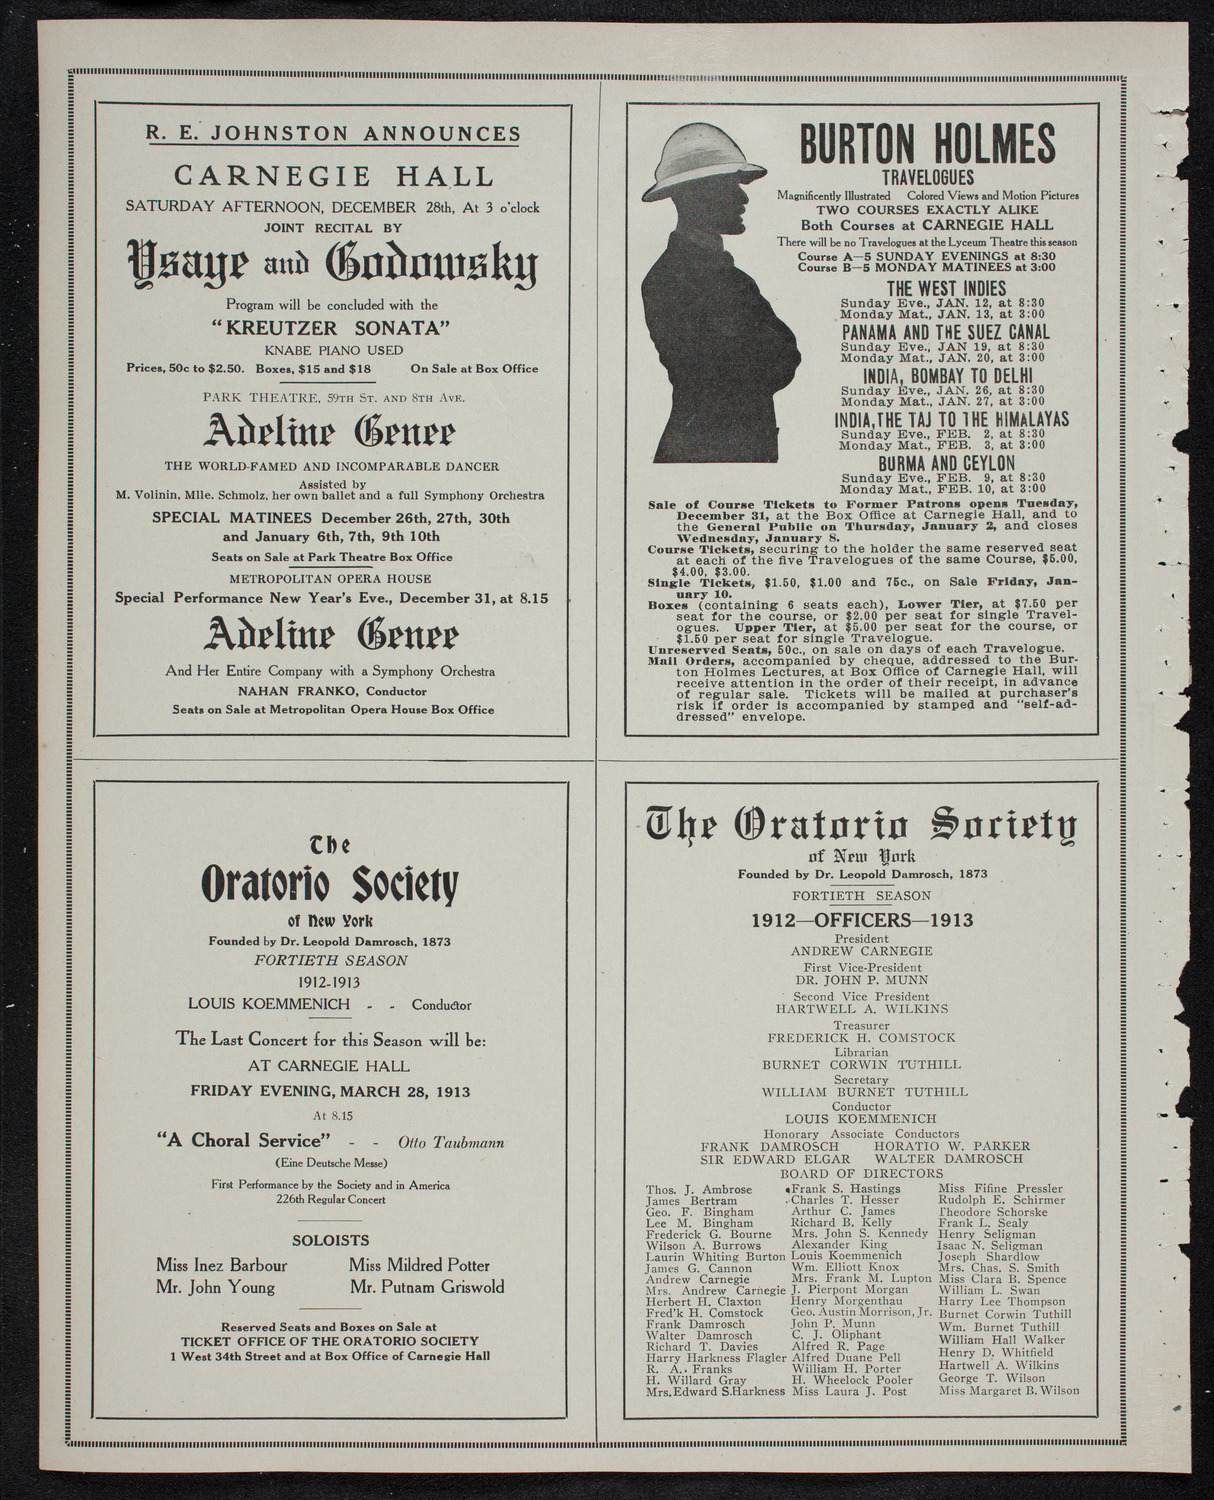 R. E. JOHNSTON ANNOUNCES
CARNEGIE HALL
SATURDAY AFTERNOON, DECEMBER 28th, At 3 o'clock
JOINT RECITAL BY
Ysaye and Godowsky
Program will be concluded with the
"KREUTZER SONATA"
KNABE PIANO USED
Prices, 50c to $2.50. Boxes, $15 and $18 On Sale at Box Office
PARK THEATRE, 59TH ST. AND 8TH AVE.
Adeline Genee
THE WORLD-FAMED AND INCOMPARABLE DANCER
Assisted by
M. Volinin, Mlle. Schmolz, her own ballet and a full Symphony Orchestra
SPECIAL MATINEES December 26th, 27th, 30th
and January 6th, 7th, 9th 10th
Seats on Sale at Park Theatre Box Office
METROPOLITAN OPERA HOUSE
Special Performance New Year's Eve., December 31, at 8.15
Adeline Genee
And Her Entire Company with a Symphony Orchestra
NAHAN FRANKO, Conductor
Seats on Sale at Metropolitan Opera House Box Office
BURTON HOLMES
TRAVELOGUES
Magnificently Illustrated Colored Views and Motion Pictures
TWO COURSES EXACTLY ALIKE
Both Courses at CARNEGIE HALL
There will be no Travelogues at the Lyceum Theatre this season
Course A—5 SUNDAY EVENINGS at 8:30
Course B—5 MONDAY MATINEES at 3:00
THE WEST INDIES
Sunday Eve., JAN. 12, at 8:30
Monday Mat., JAN. 13, at 3:00
PANAMA AND THE SUEZ CANAL
Sunday Eve., JAN 19, at 8:30
Monday Mat., JAN. 20, at 3:00
INDIA, BOMBAY TO DELHI
Sunday Eve., JAN. 26, at 8:30
Monday Mat., JAN. 27, at 3:00
INDIA, THE TAJ TO THE HIMALAYAS
Sunday Eve., FEB. 2, at 8:30
Monday Mat., FEB. 3, at 3:00
BURMA AND CEYLON
Sunday Eve., FEB. 9, at 8:30
Monday Mat., FEB. 10, at 3:00
Sale of Course Tickets to Former Patrons opens Tuesday,
December 31, at the Box Office at Carnegie Hall, and to
the General Public on Thursday, January 2, and closes
Wednesday, January 8.
Course Tickets, securing to the holder the same reserved seat
at each of the five Travelogues of the same Course, $5.00,
$4.00, $3.00.
Single Tickets, $1.50, $1.00 and 75c., on Sale Friday, Jan-
uary 10.
Boxes (containing 6 seats each), Lower Tier, at $7.50 per
seat for the course, or $2.00 per seat for single Travel-
ogues. Upper Tier, at $5.00 per seat for the course, or
$1.50 per seat for single Travelogue.
Unreserved Seats, 50c., on sale on days of each Travelogue.
Mail Orders, accompanied by cheque, addressed to the Bur-
ton Holmes Lectures, at Box Office of Carnegie Hall, will
receive attention in the order of their receipt, in advance
of regular sale. Tickets will be mailed at purchaser's
risk if order is accompanied by stamped and "self-ad-
dressed" envelope.
The
Oratorio Society
of New York
Founded by Dr. Leopold Damrosch, 1873
FORTIETH SEASON
1912-1913
LOUIS KOEMMENICH - - Conductor
The Last Concert for this Season will be:
AT CARNEGIE HALL
FRIDAY EVENING, MARCH 28, 1913
At 8.15
"A Choral Service" - - Otto Taubmann
(Eine Deutsche Messe)
First Performance by the Society and in America
226th Regular Concert
SOLOISTS
Miss Inez Barbour Miss Mildred Potter
Mr. John Young Mr. Putnam Griswold
Reserved Seats and Boxes on Sale at
TICKET OFFICE OF THE ORATORIO SOCIETY
1 West 34th Street and at Box Office of Carnegie Hall
The Oratorio Society
of New York
Founded by Dr. Leopold Damrosch, 1873
FORTIETH SEASON
1912—OFFICERS—1913
President
ANDREW CARNEGIE
First Vice-President
DR. JOHN P. MUNN
Second Vice President
HARTWELL A. WILKINS
Treasurer
FREDERICK H. COMSTOCK
Librarian
BURNET CORWIN TUTHILL
Secretary
WILLIAM BURNET TUTHILL
Conductor
LOUIS KOEMMENICH
Honorary Associate Conductors
FRANK DAMROSCH HORATIO W. PARKER
SIR EDWARD ELGAR WALTER DAMROSCH
BOARD OF DIRECTORS
Thos. J. Ambrose
James Bertram
Geo. F. Bingham
Lee M. Bingham
Frederick G. Bourne
Wilson A. Burrows
Laurin Whiting Burton
James G. Cannon
Andrew Carnegie
Mrs. Andrew Carnegie
Herbert H. Claxton
Fred'k H. Comstock
Frank Damrosch
Walter Damrosch
Richard T. Davies
Harry Harkness Flagler
R. A. Franks
H. Willard Gray
Mrs. Edward S. Harkness
Frank S. Hastings
Charles T. Hesser
Arthur C. James
Richard B. Kelly
Mrs. John S. Kennedy
Alexander King
Louis Koemmenich
Wm. Elliott Knox
Mrs. Frank M. Lupton
J. Pierpont Morgan
Henry Morgenthau
Geo. Austin Morrison, Jr.
John P. Munn
C. J. Oliphant
Alfred R. Page
Alfred Duane Pell
William H. Porter
H. Wheelock Pooler
Miss Laura J. Post
Miss Fifine Pressler
Rudolph E. Schirmer
Theodore Schorske
Frank L. Sealy
Henry Seligman
Isaac N. Seligman
Joseph Shardlow
Mrs. Chas. S. Smith
Miss Clara B. Spence
William L. Swan
Harry Lee Thompson
Burnet Corwin Tuthill
Wm. Burnet Tuthill
William Hall Walker
Henry D. Whitfield
Hartwell A. Wilkins
George T. Wilson
Miss Margaret B. Wilson